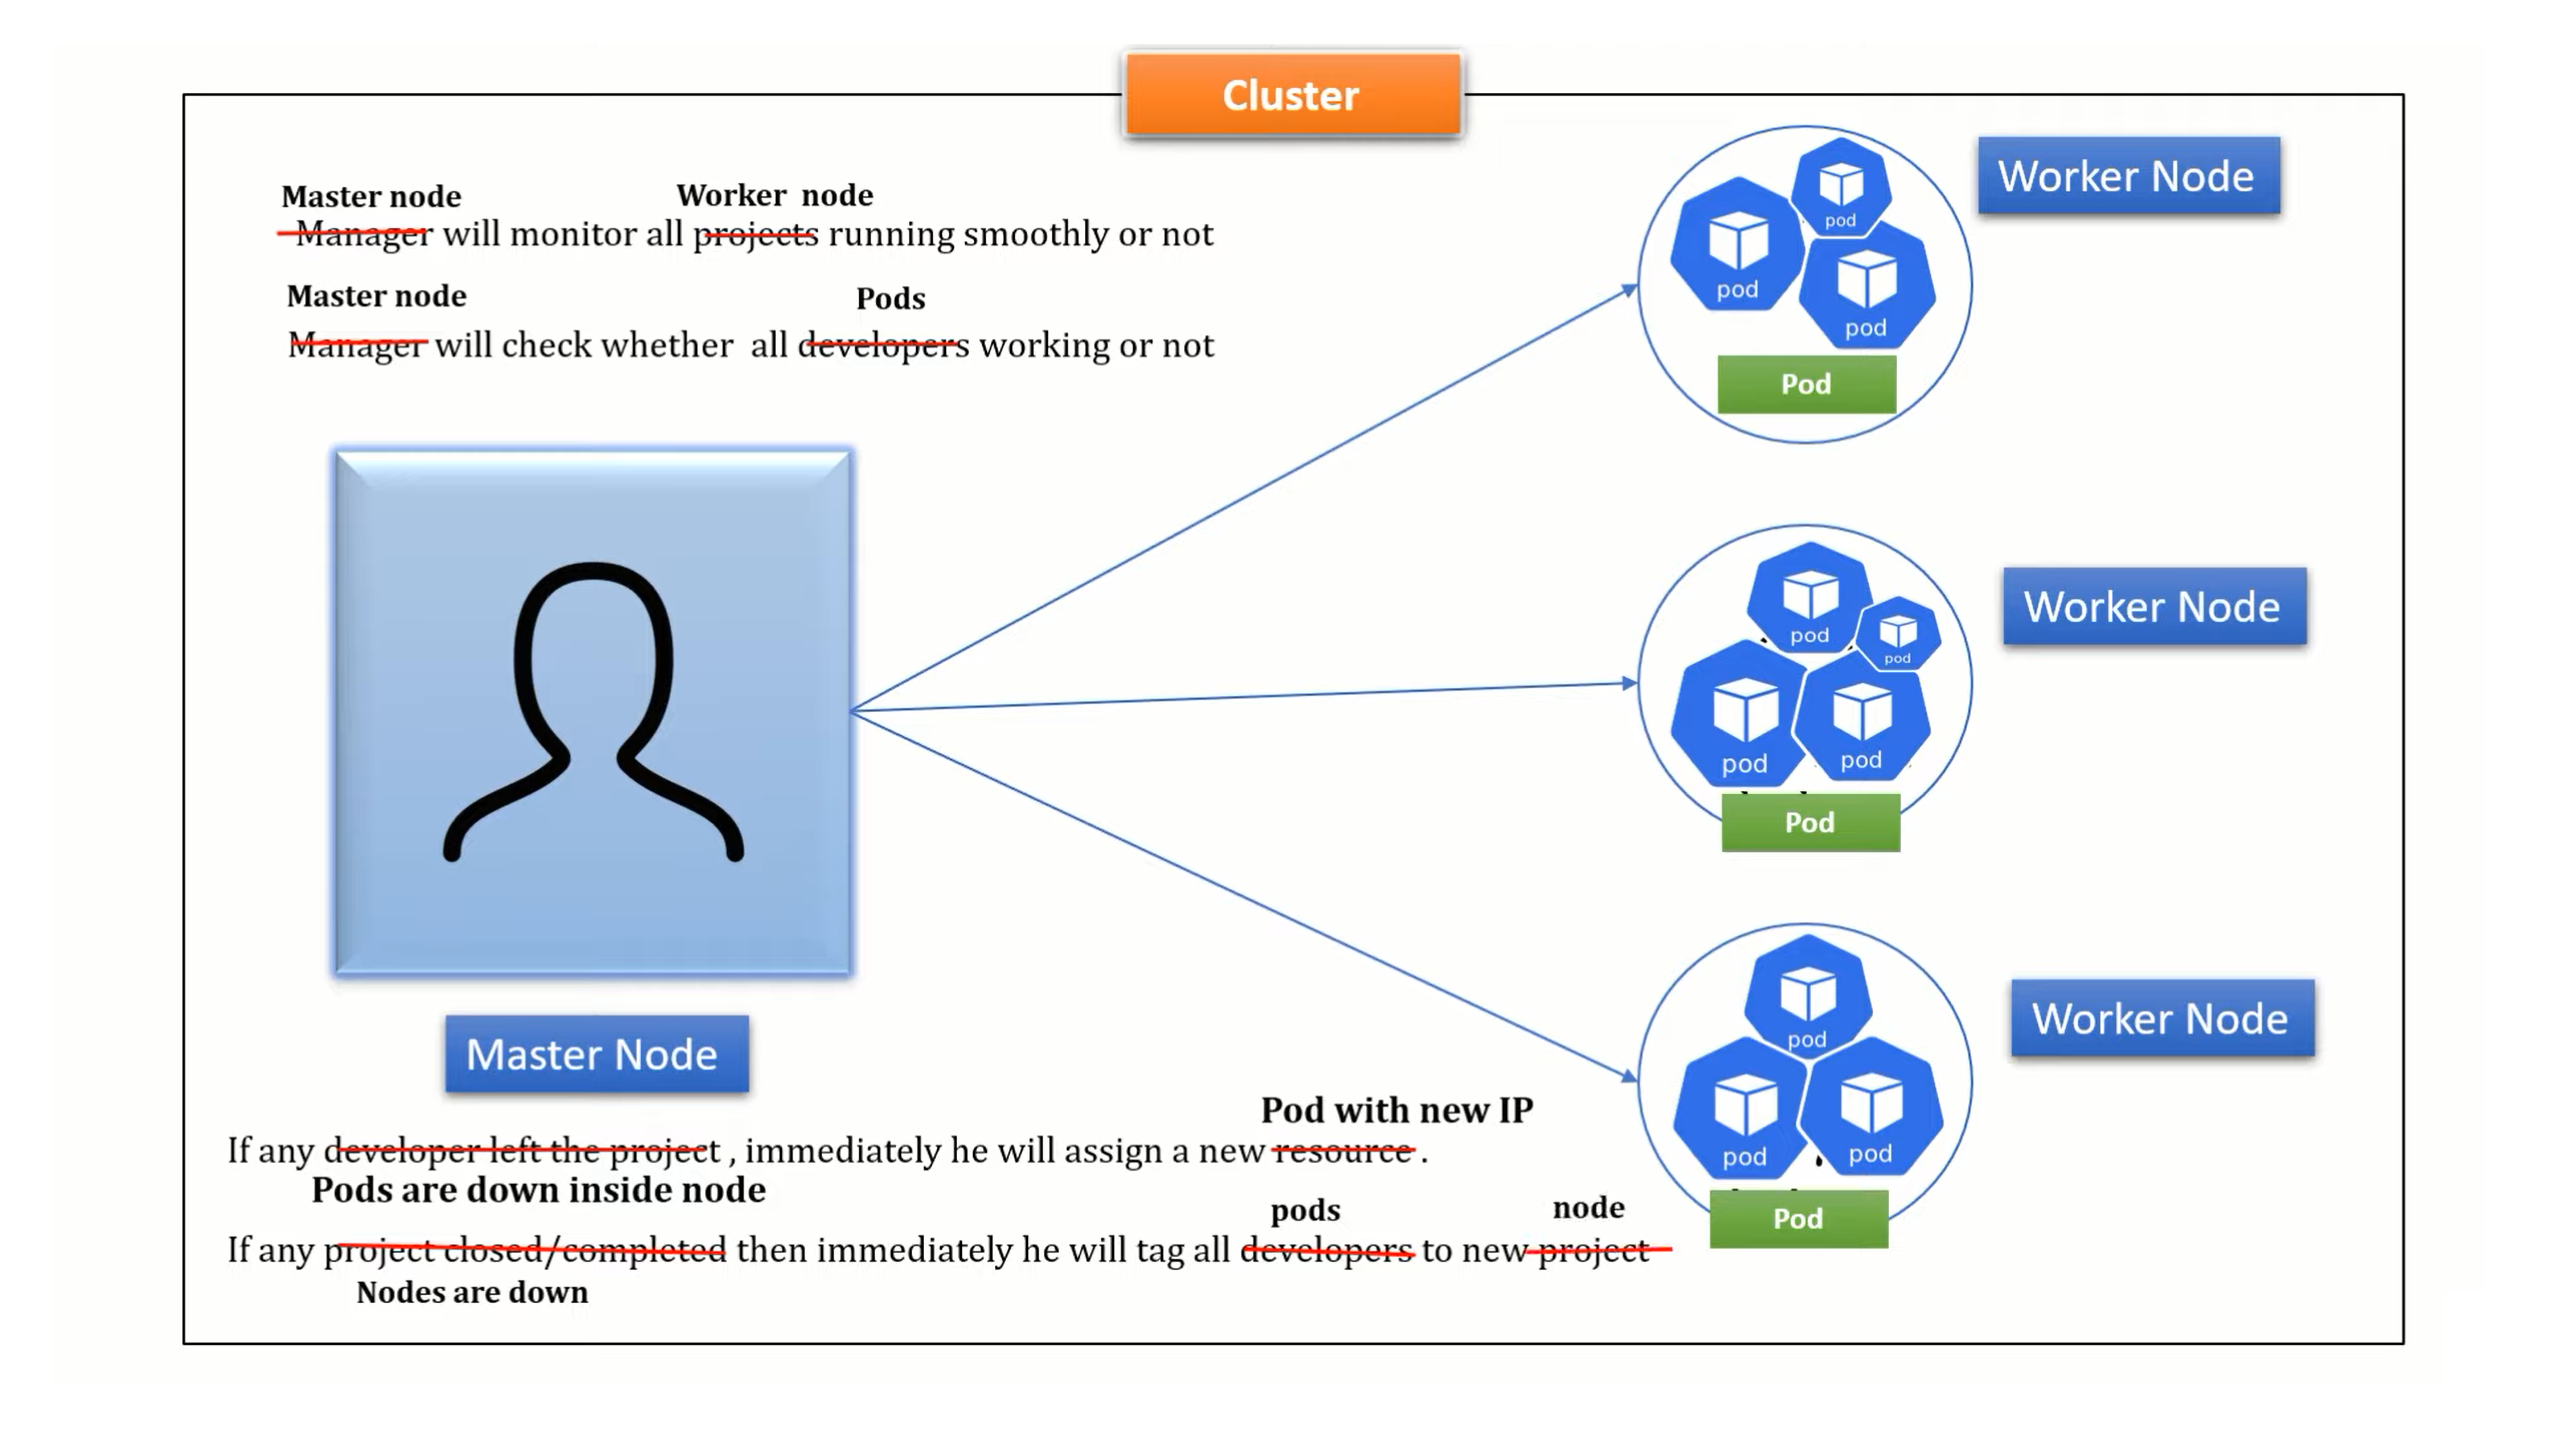 Cluster
Master node Worker node
Manager will monitor all projects running smoothly or not
Master node Pods
Manager will check whether all developers working or not
Master Node
If any developer left the project , immediately he will assign a new resource .
Pod with new IP
Pods are down inside node
pods node
If any project closed/completed then immediately he will tag all developers to new project
Nodes are down
pod
pod
pod
Pod
Worker Node
pod
pod
pod
pod
Pod
Worker Node
pod
pod
pod
Pod
Worker Node